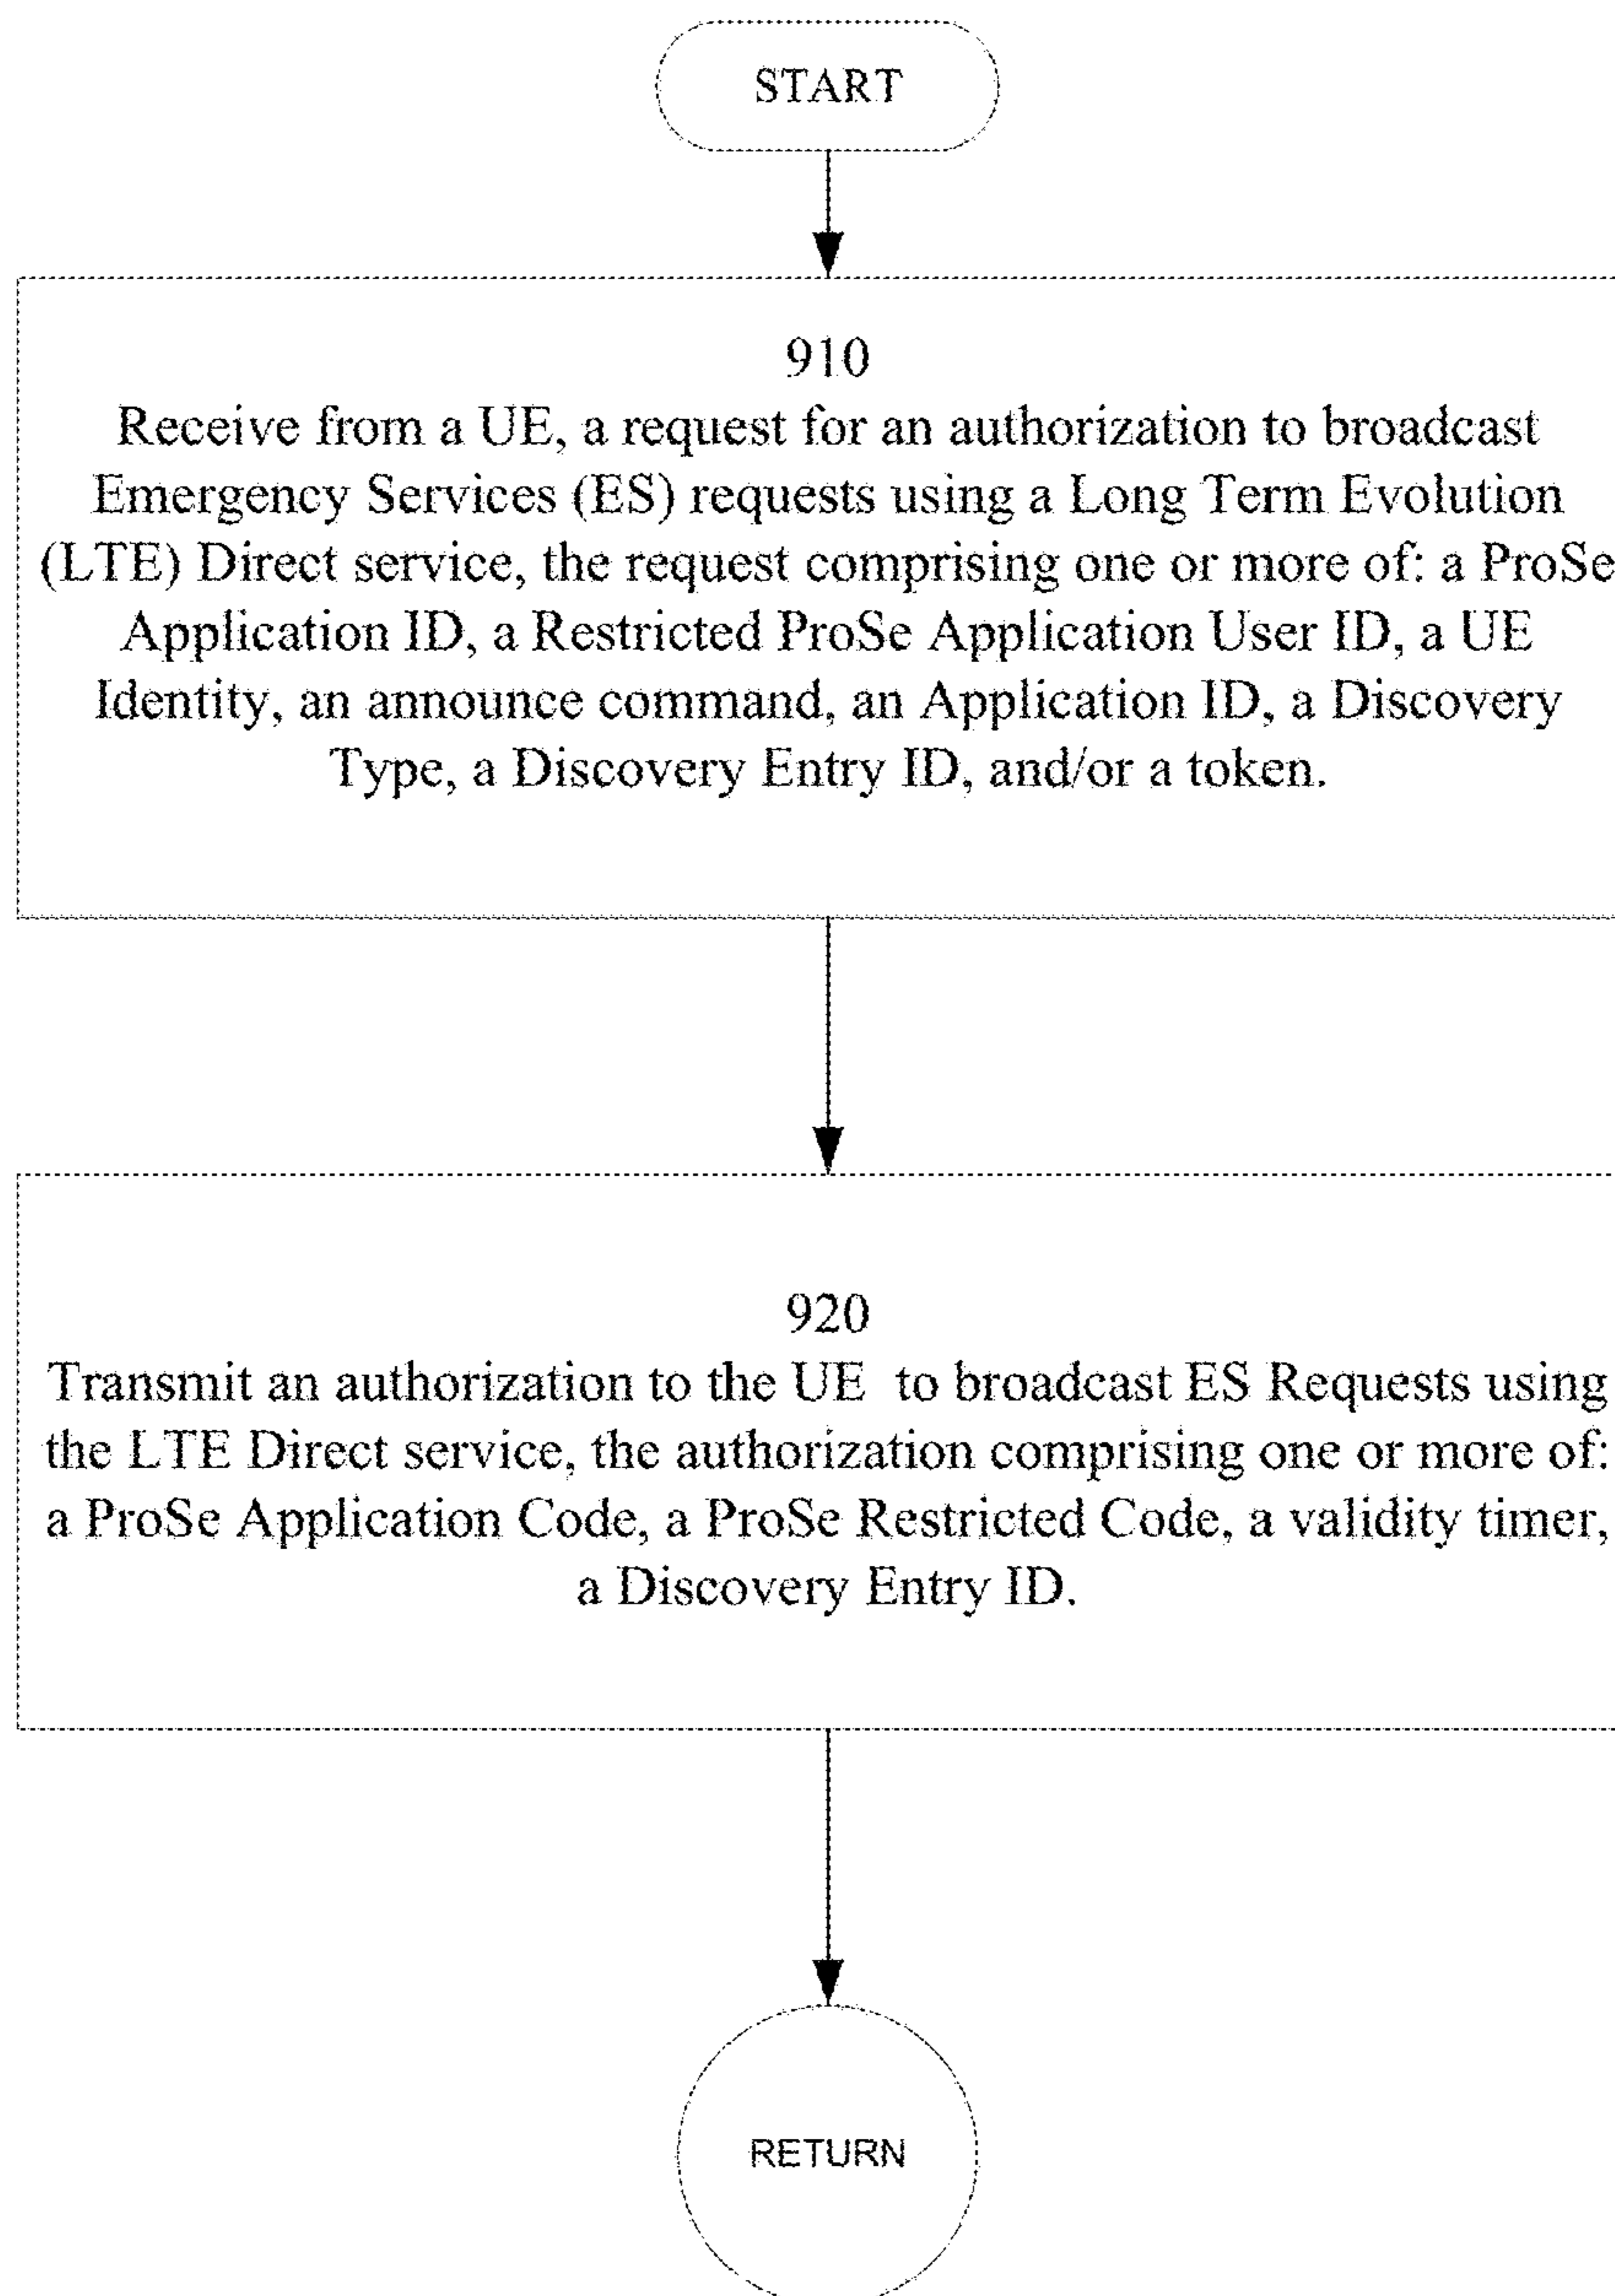 START
910
Receive from a UE, a request for an authorization to broadcast
Emergency Services (ES) requests using a Long Term Evolution
(LTE) Direct service, the request comprising one or more of: a ProSe
Application ID, a Restricted ProSe Application User ID, a UE
Identity, an announce command, an Application ID, a Discovery
Type, a Discovery Entry ID, and/or a token.
920
Transmit an authorization to the UE to broadcast ES Requests using
the LTE Direct service, the authorization comprising one or more of:
a ProSe Application Code, a ProSe Restricted Code, a validity timer,
a Discovery Entry ID.
RETURN